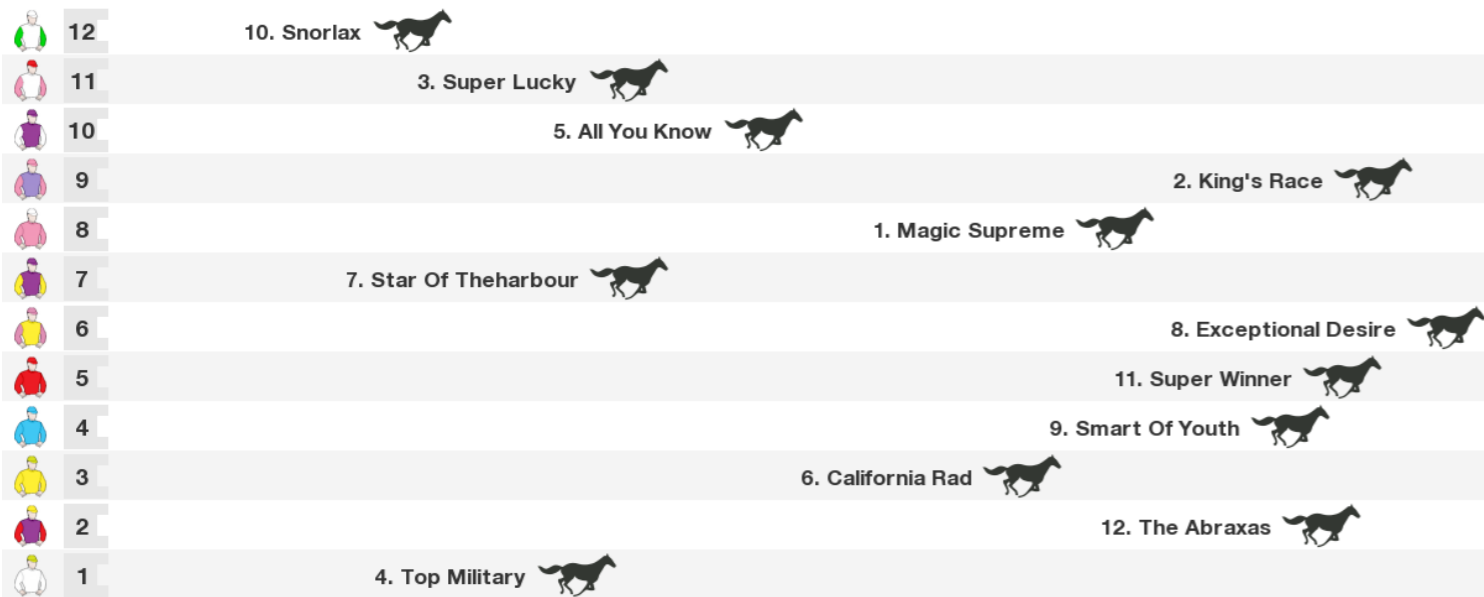 12 10. Snorlax
11 3. Super Lucky
10 5. All You Know
9 2. King's Race
8 1. Magic Supreme
7 7. Star Of Theharbour
6 8. Exceptional Desire
5 11. Super Winner
4 9. Smart Of Youth
3 6. California Rad
2 12. The Abraxas
1 4. Top Military